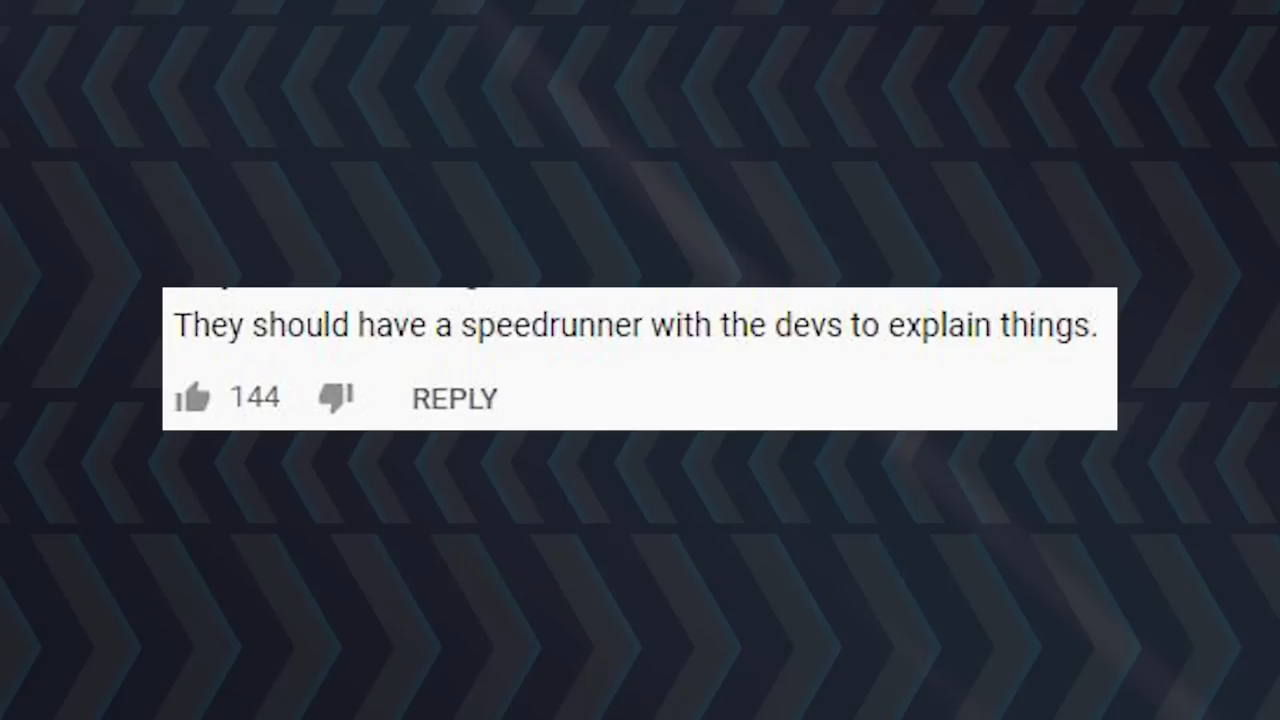 They should have a speedrunner with the devs to explain things.
144 REPLY